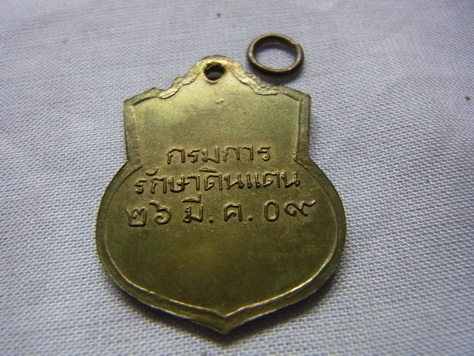 กรมการ
รักษาดินแดน
๒๖ มี. ค. ๐๙